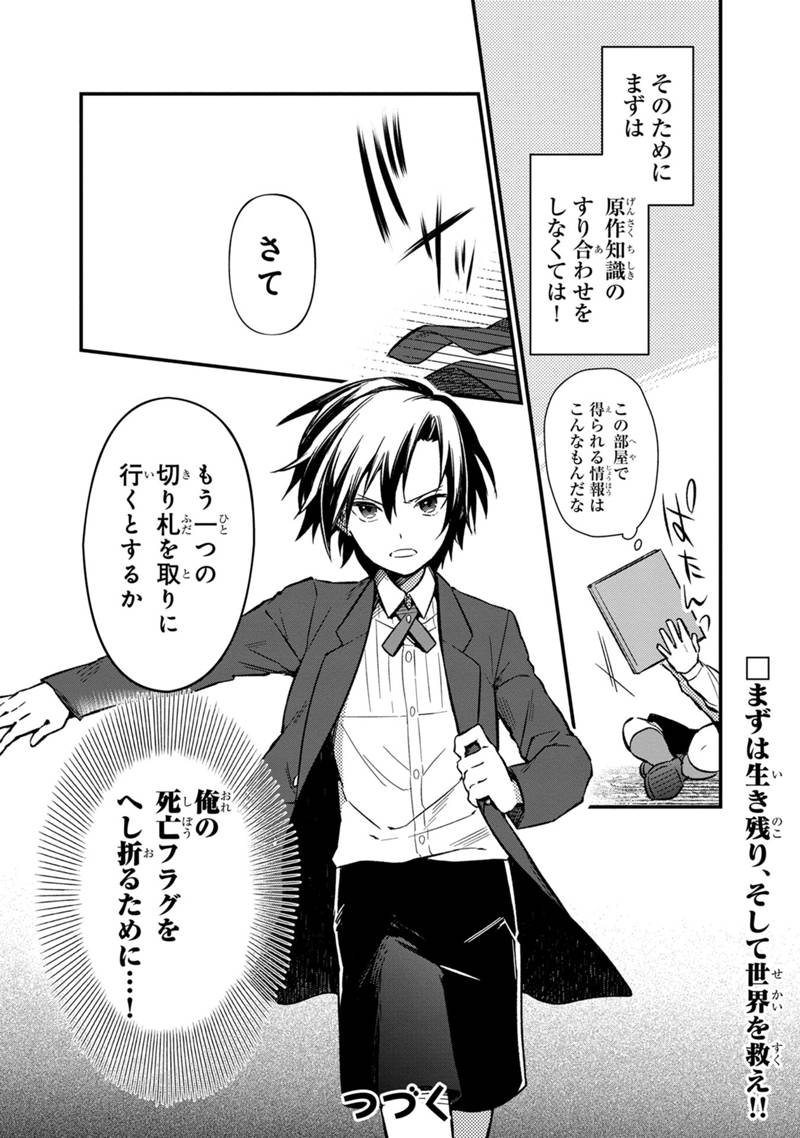 そのために
まずは
原作知識の
すり合わせを
しなくては!
この部屋で
得られる情報は
こんなもんだな
ぱたん
さて
もう一つの
切り札を取りに
行くとするか
俺の
死亡フラグを
へし折るために…!
つづく
□まずは生き残り、そして世界を救え!!